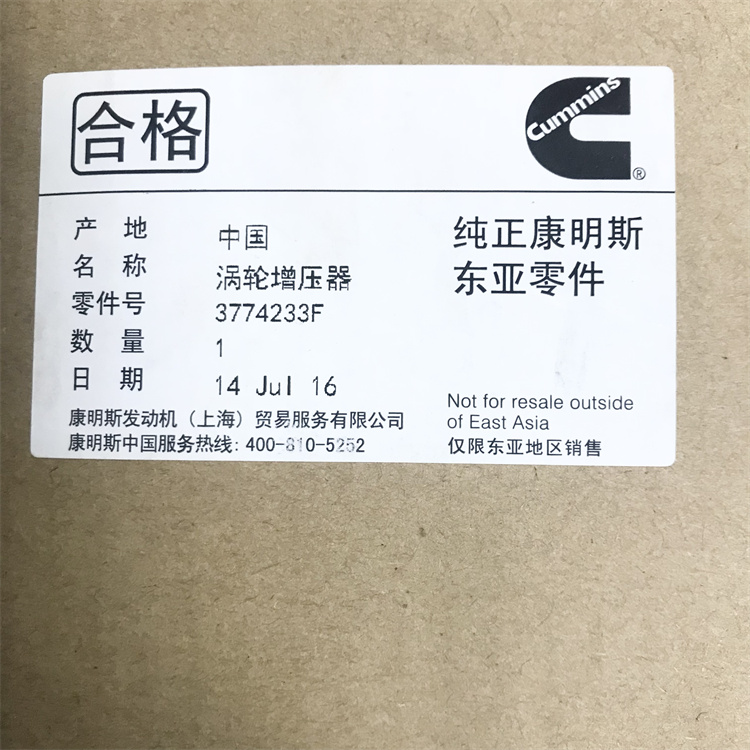 合格
Cummins
®
产 地 中国
名 称 涡轮增压器
零件号 3774233F
数 量 1
日 期 14 Jul 16
纯正康明斯
东亚零件
康明斯发动机（上海）贸易服务有限公司
康明斯中国服务热线: 400-810-5252
Not for resale outside
of East Asia
仅限东亚地区销售